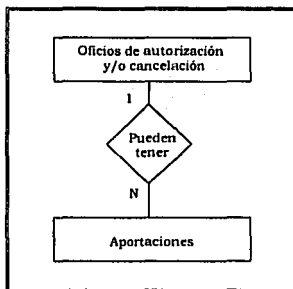 Oficios de autorización
y/o cancelación
1
Pueden
tener
N
Aportaciones